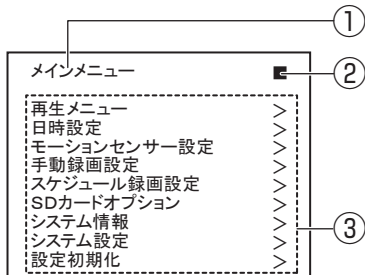 ①
メインメニュー
②
再生メニュー >
日時設定 >
モーションセンサー設定 >
手動録画設定 >
スケジュール録画設定 >
SDカードオプション >
システム情報 >
システム設定 >
設定初期化 >
③